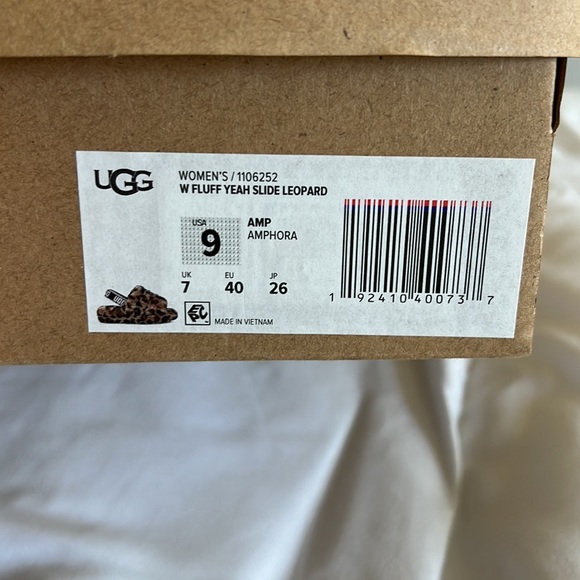 UGG
WOMEN'S / 1106252
W FLUFF YEAH SLIDE LEOPARD
USA
9
AMP
AMPHORA
UK EU JP
7 40 26
MADE IN VIETNAM
1 92410 40073 7